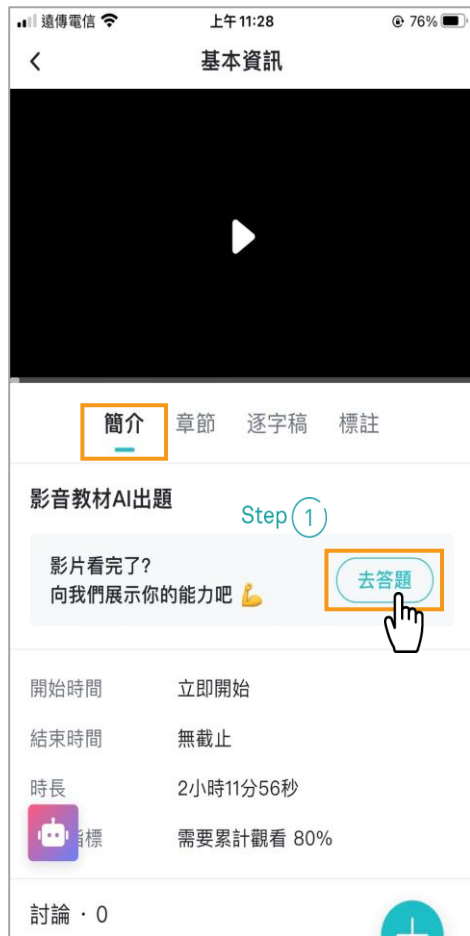 遠傳電信 上午11:28 76%
基本資訊
簡介 章節 逐字稿 標註
影音教材AI出題
Step 1
影片看完了?
向我們展示你的能力吧 💪
去答題
開始時間 立即開始
結束時間 無截止
時長 2小時11分56秒
指標 需要累計觀看 80%
討論 · 0